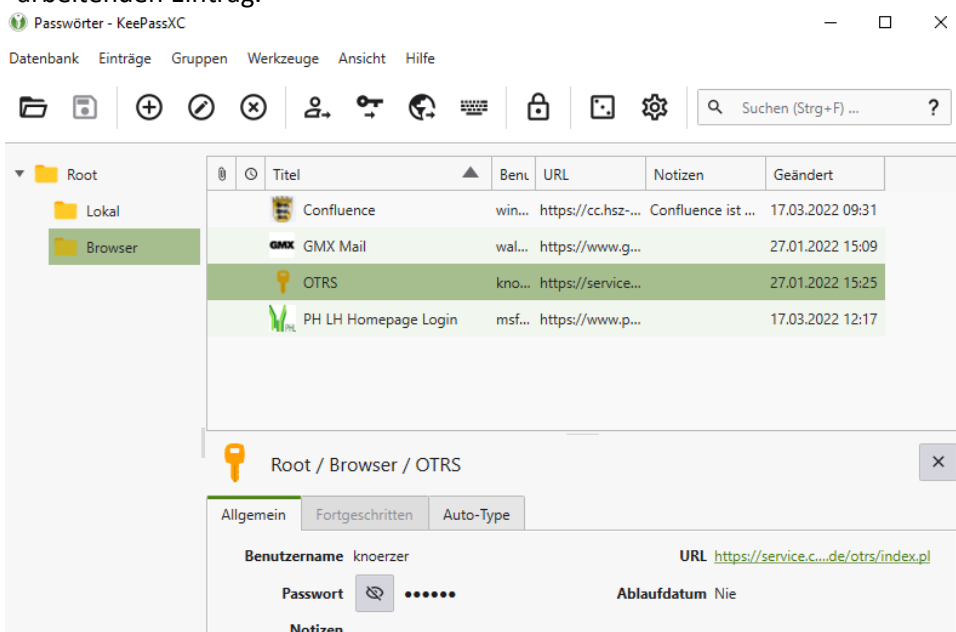 arbeitenden Eintrag.
Passwörter - KeePassXC
Datenbank Einträge Gruppen Werkzeuge Ansicht Hilfe
Suchen (Strg+F) ... ?
Root
Lokal
Browser
Titel Benu URL Notizen Geändert
Confluence win... https://cc.hsz-... Confluence ist ... 17.03.2022 09:31
GMX GMX Mail wal... https://www.g... 27.01.2022 15:09
OTRS kno... https://service... 27.01.2022 15:25
PHL PH LH Homepage Login msf... https://www.p... 17.03.2022 12:17
Root / Browser / OTRS
Allgemein Fortgeschritten Auto-Type
Benutzername knoerzer URL https://service.c....de/otrs/index.pl
Passwort ●●●●●● Ablaufdatum Nie
Notizen